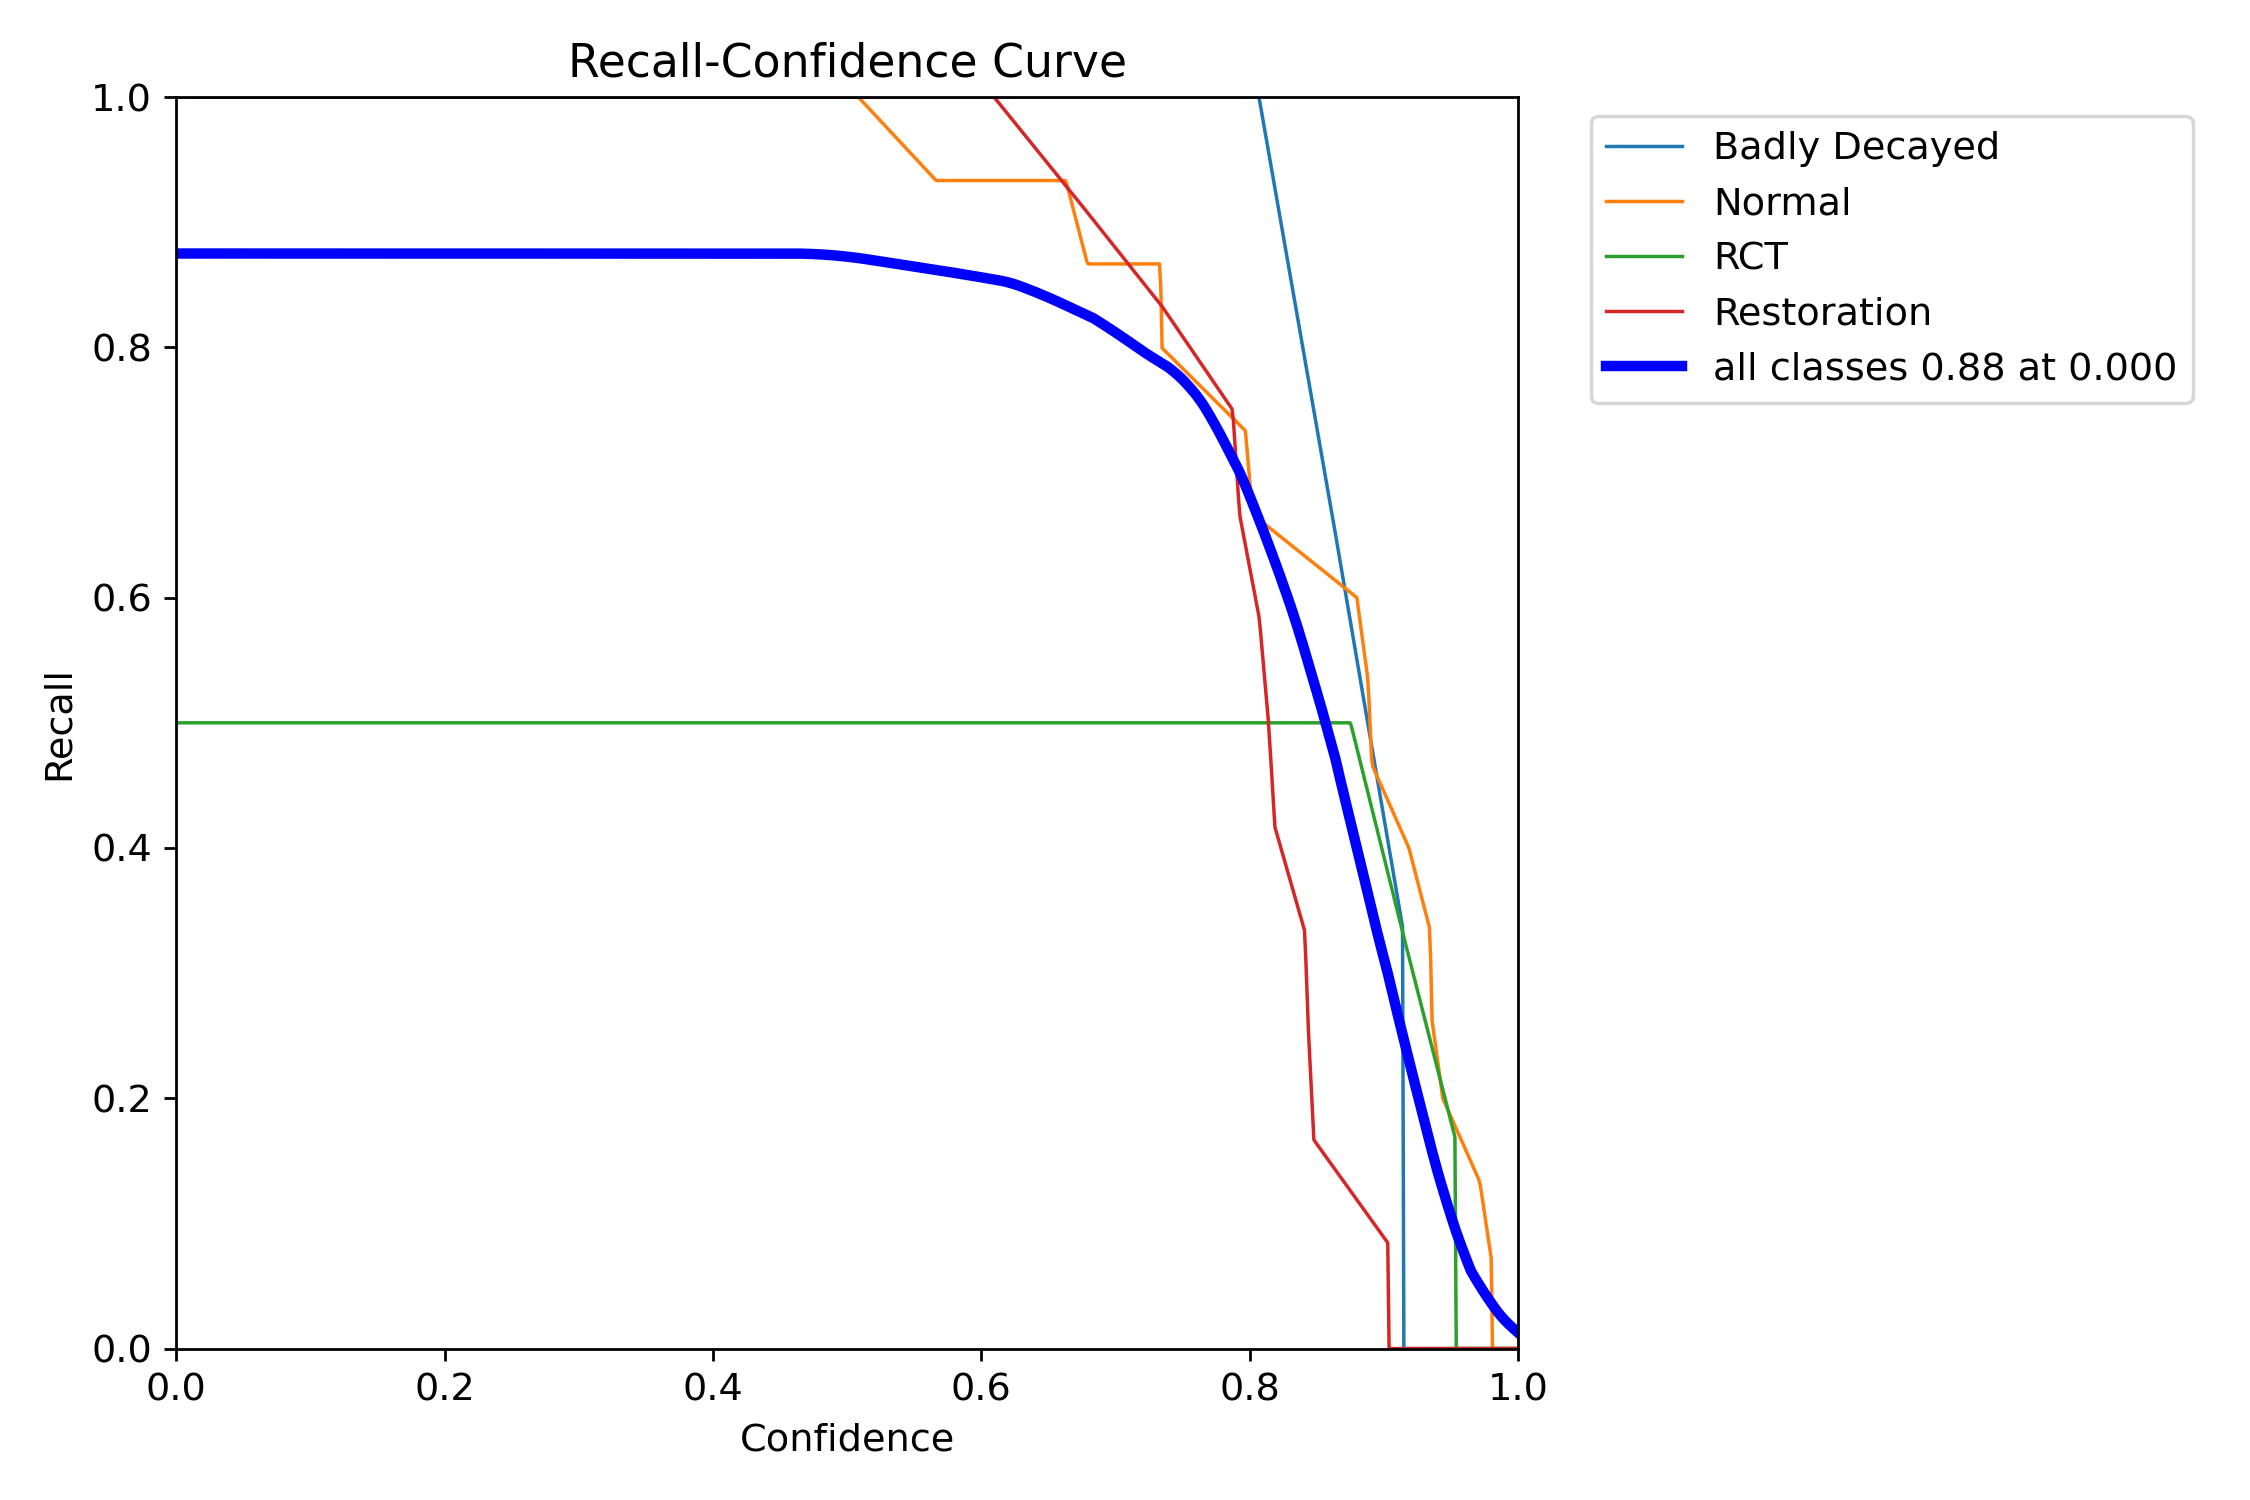 Recall-Confidence Curve
1.0
0.8
0.6
0.4
0.2
0.0
Recall
0.0 0.2 0.4 0.6 0.8 1.0
Confidence
Badly Decayed
Normal
RCT
Restoration
all classes 0.88 at 0.000